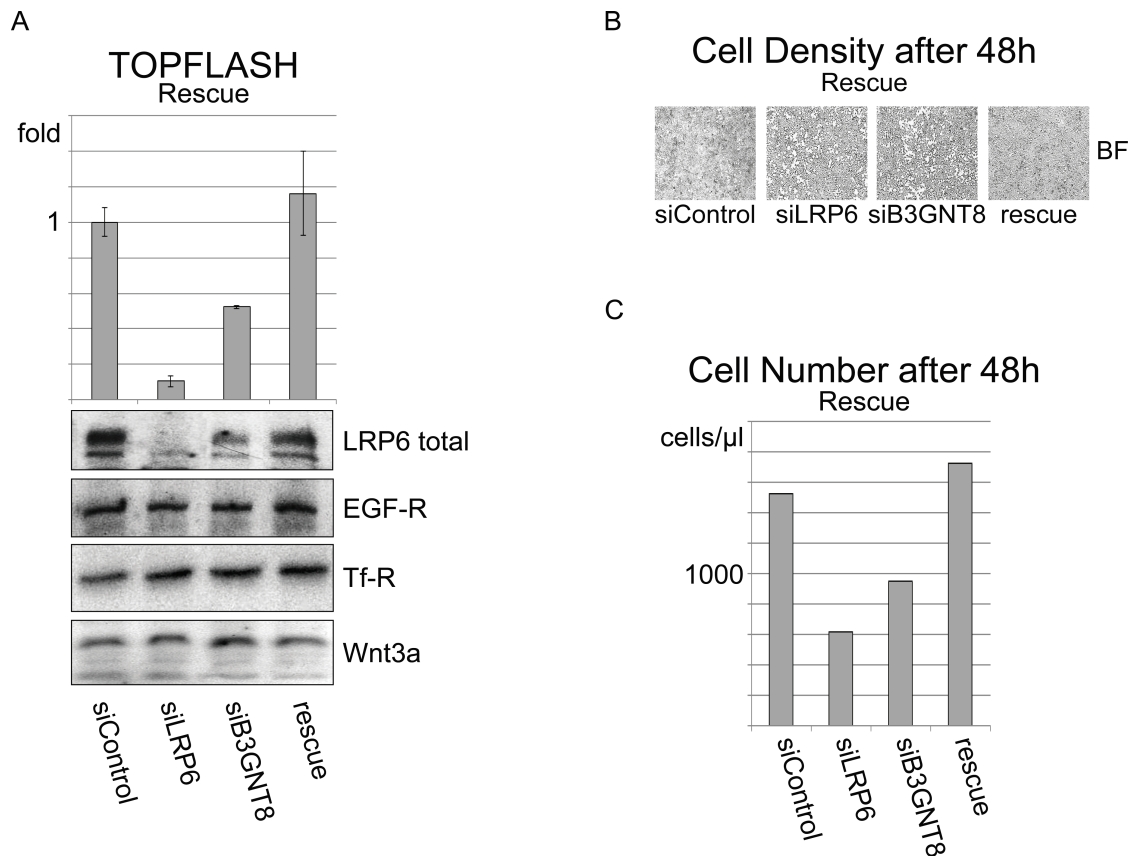 A
TOPFLASH
Rescue
fold
1
LRP6 total
EGF-R
Tf-R
Wnt3a
siControl
siLRP6
siB3GNT8
rescue
B
Cell Density after 48h
Rescue
BF
siControl siLRP6 siB3GNT8 rescue
C
Cell Number after 48h
Rescue
cells/µl
1000
siControl
siLRP6
siB3GNT8
rescue